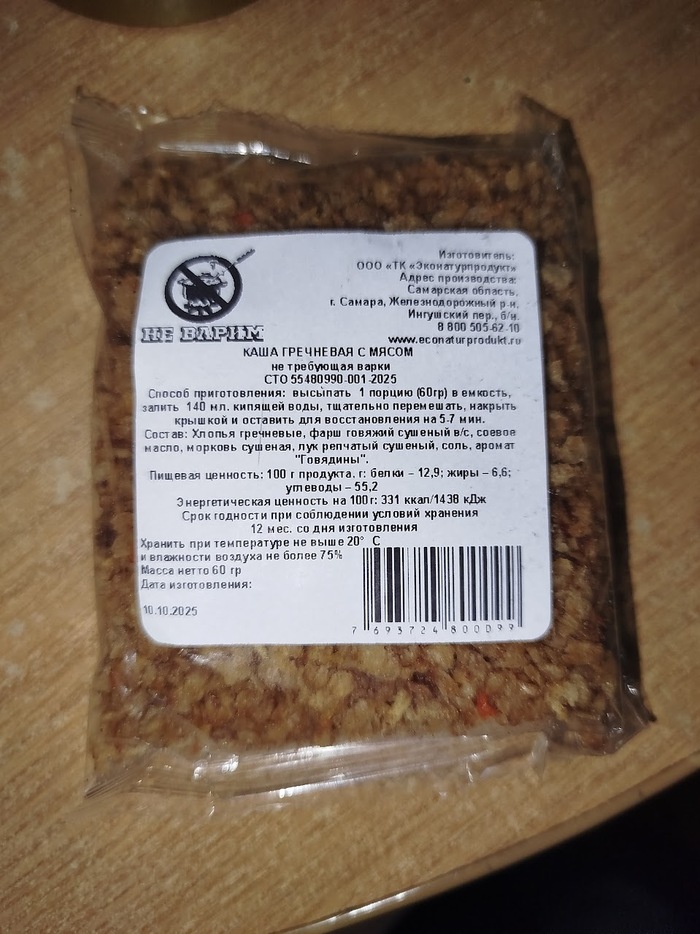 Изготовитель:
ООО «ТК «Эконатурпродукт»
Адрес производства:
Самарская область,
г. Самара, Железнодорожный р-н,
Ингушский пер., б/н.
8 800 505-62-10
www.econaturprodukt.ru
НЕ ВАРИМ
КАША ГРЕЧНЕВАЯ С МЯСОМ
не требующая варки
СТО 55480990-001-2025
Способ приготовления: высыпать 1 порцию (60гр) в емкость,
залить 140 мл. кипящей воды, тщательно перемешать, накрыть
крышкой и оставить для восстановления на 5-7 мин.
Состав: Хлопья гречневые, фарш говяжий сушеный в/с, соевое
масло, морковь сушеная, лук репчатый сушеный, соль, аромат
"Говядины".
Пищевая ценность: 100 г продукта, г: белки – 12,9; жиры – 6,6;
углеводы – 55,2
Энергетическая ценность на 100г: 331 ккал/1438 кДж
Срок годности при соблюдении условий хранения
12 мес. со дня изготовления
Хранить при температуре не выше 20° С
и влажности воздуха не более 75%
Масса нетто 60 гр
Дата изготовления:
10.10.2025
7 693724 800099